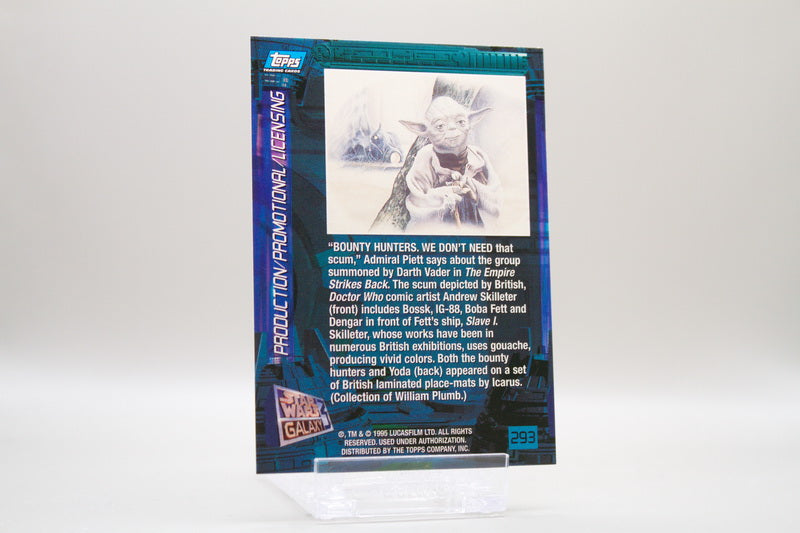 Topps
TRADING CARDS
PRODUCTION/PROMOTIONAL/LICENSING
“BOUNTY HUNTERS. WE DON’T NEED that
scum,” Admiral Piett says about the group
summoned by Darth Vader in The Empire
Strikes Back. The scum depicted by British,
Doctor Who comic artist Andrew Skilleter
(front) includes Bossk, IG-88, Boba Fett and
Dengar in front of Fett’s ship, Slave I.
Skilleter, whose works have been in
numerous British exhibitions, uses gouache,
producing vivid colors. Both the bounty
hunters and Yoda (back) appeared on a set
of British laminated place-mats by Icarus.
(Collection of William Plumb.)
STAR
WARS
GALAXY
®, TM & © 1995 LUCASFILM LTD. ALL RIGHTS
RESERVED. USED UNDER AUTHORIZATION.
DISTRIBUTED BY THE TOPPS COMPANY, INC.
293